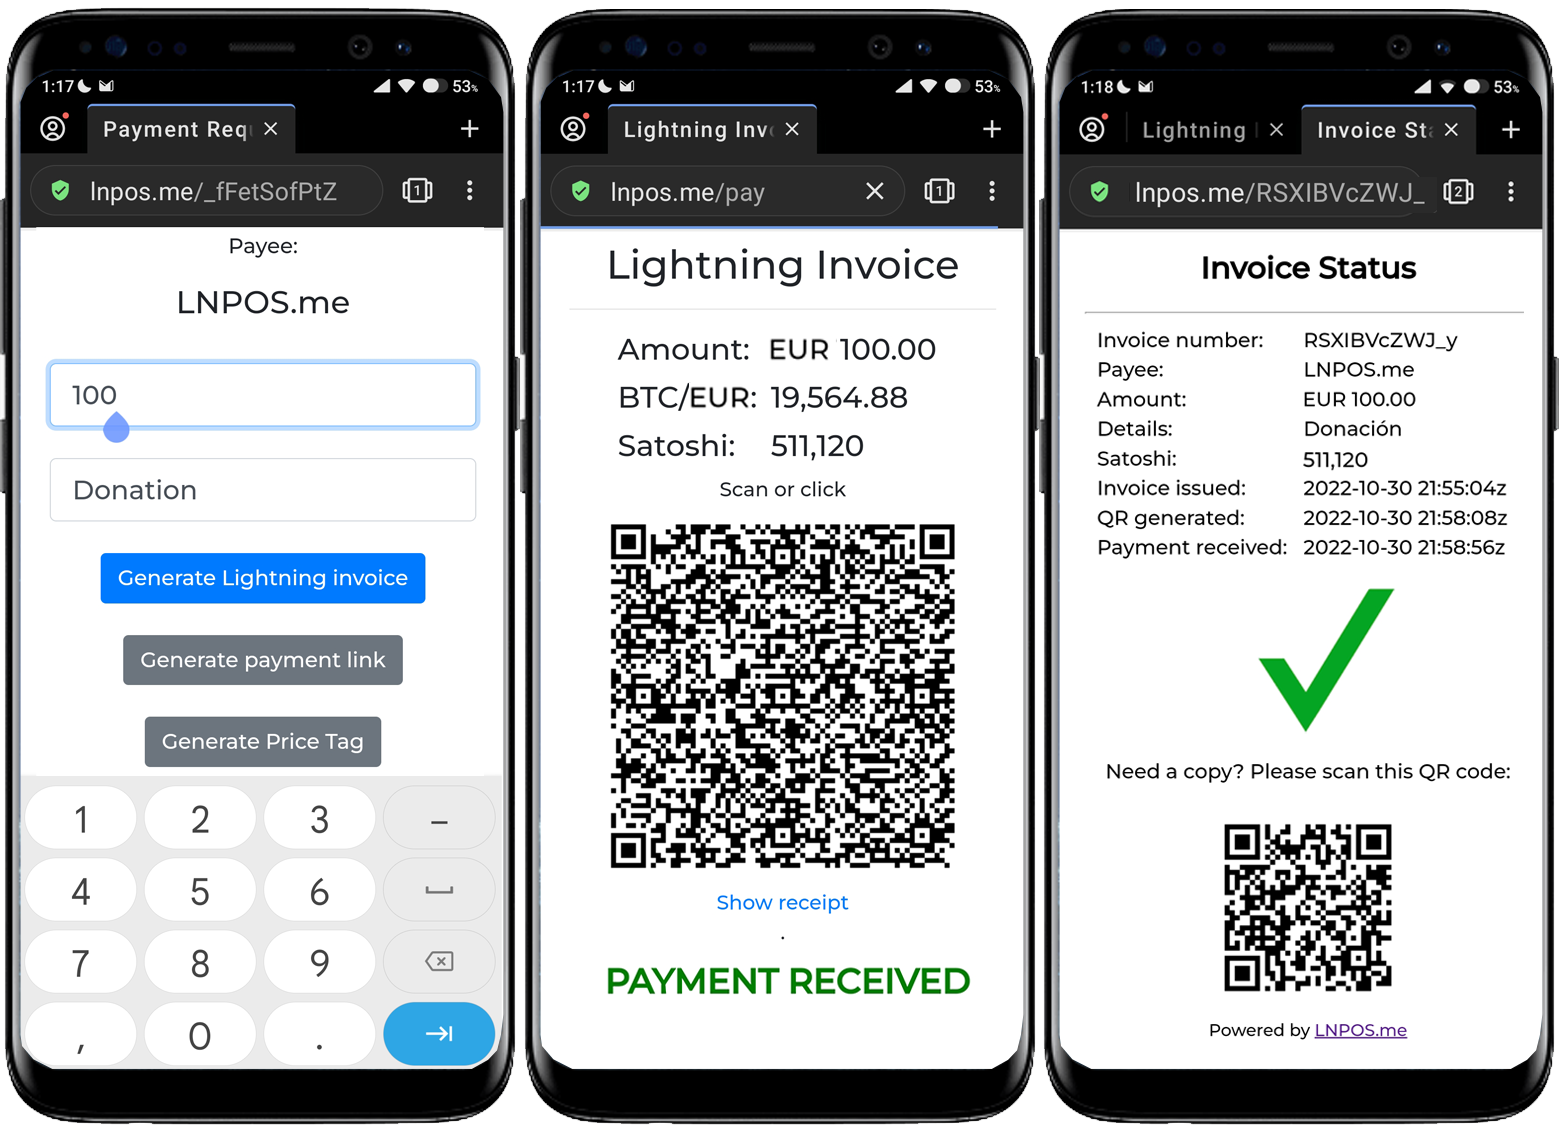 1:17 53%
Payment Req
lnpos.me/_fFetSofPtZ 1
Payee:
LNPOS.me
100
Donation
Generate Lightning invoice
Generate payment link
Generate Price Tag
1 2 3 –
4 5 6
7 8 9
, 0 .
1:17 53%
Lightning Inv
lnpos.me/pay 1
Lightning Invoice
Amount: EUR 100.00
BTC/EUR: 19,564.88
Satoshi: 511,120
Scan or click
Show receipt
.
PAYMENT RECEIVED
1:18 53%
Lightning Invoice St
lnpos.me/RSXIBVcZWJ_ 2
Invoice Status
Invoice number: RSXIBVcZWJ_y
Payee: LNPOS.me
Amount: EUR 100.00
Details: Donación
Satoshi: 511,120
Invoice issued: 2022-10-30 21:55:04z
QR generated: 2022-10-30 21:58:08z
Payment received: 2022-10-30 21:58:56z
Need a copy? Please scan this QR code:
Powered by LNPOS.me